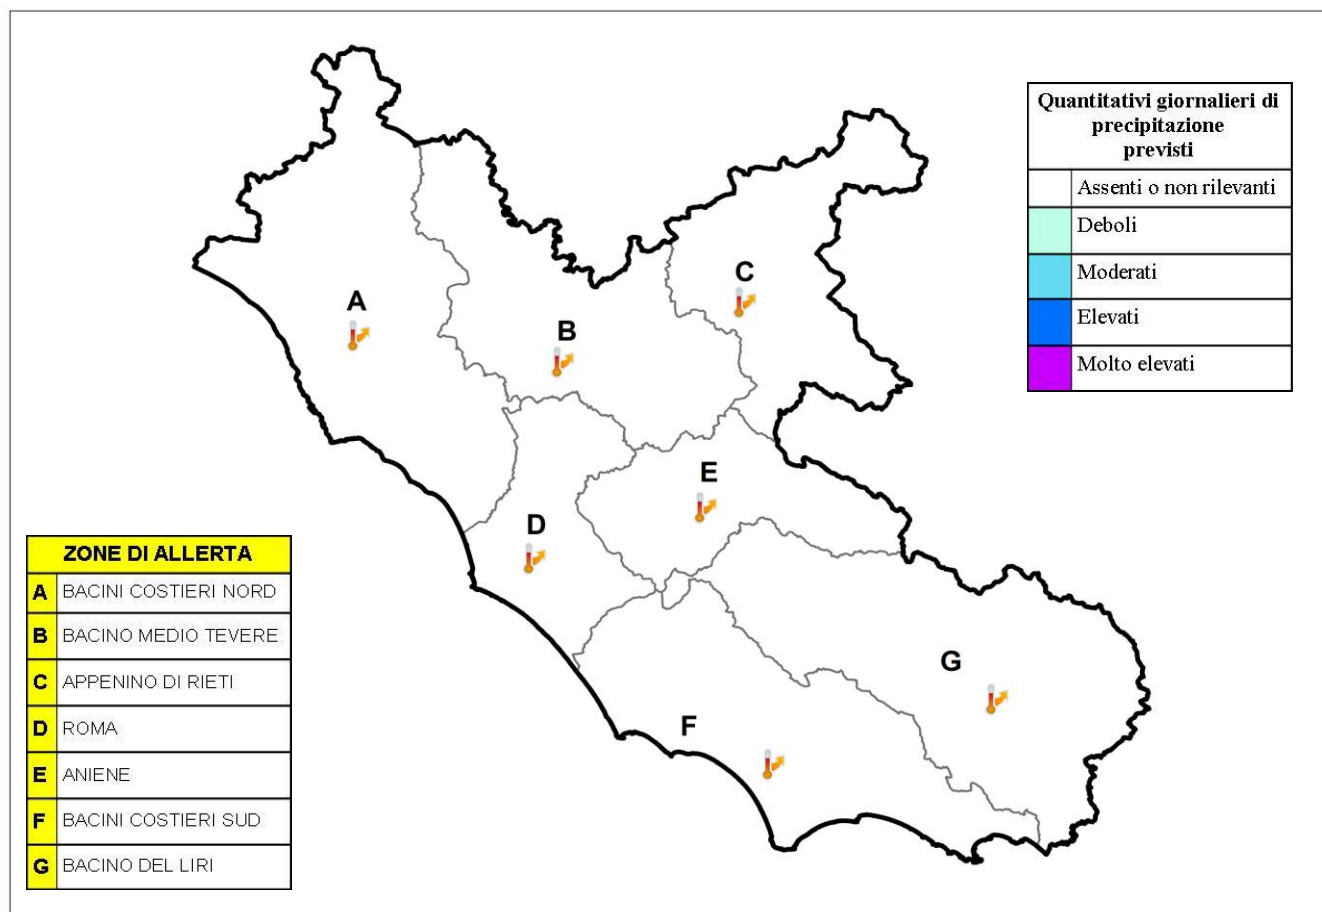 Quantitativi giornalieri di
precipitazione
previsti
Assenti o non rilevanti
Deboli
Moderati
Elevati
Molto elevati
A
B
C
D
E
F
G
ZONE DI ALLERTA
A BACINI COSTIERI NORD
B BACINO MEDIO TEVERE
C APPENINO DI RIETI
D ROMA
E ANIENE
F BACINI COSTIERI SUD
G BACINO DEL LIRI